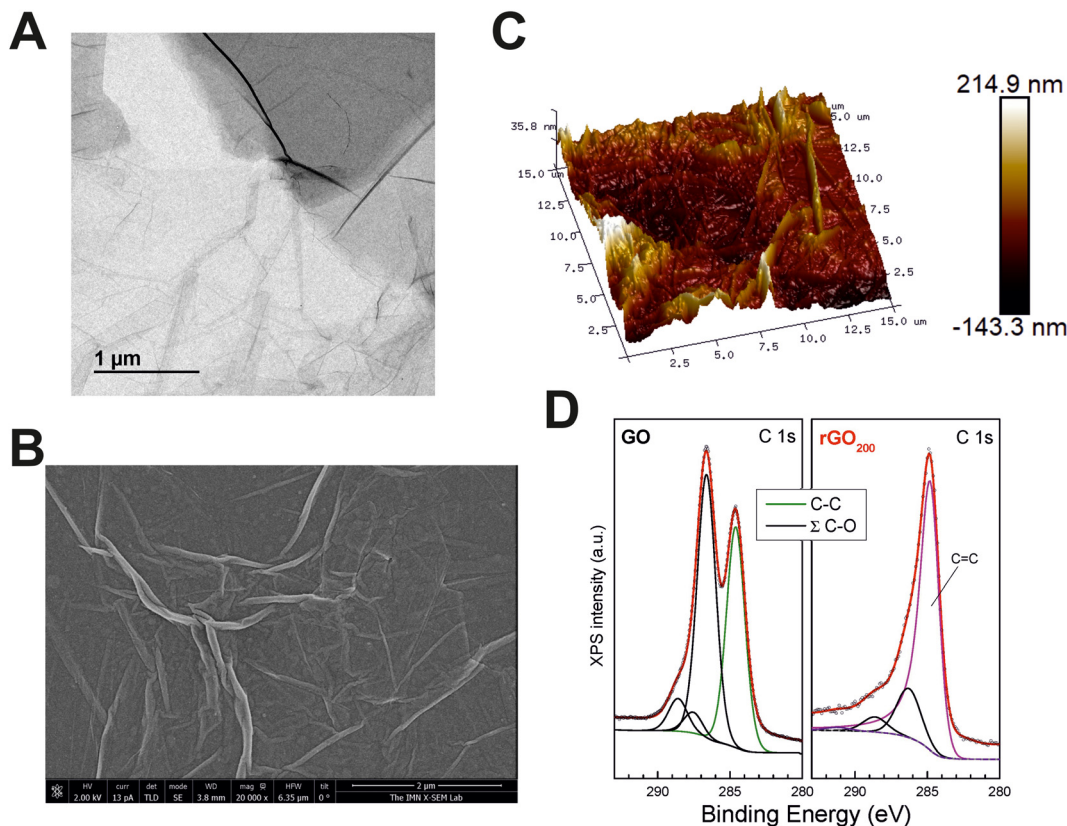 A
1 µm
B
HV curr det mode WD mag HFW tilt
2.00 kV 13 pA TLD SE 3.8 mm 20 000 x 6.35 µm 0 °
2 µm
The IMN X-SEM Lab
C
214.9 nm
-143.3 nm
35.8 nm
15.0 um
12.5
10.0
7.5
5.0
2.5
2.5
5.0
7.5
10.0
12.5
15.0 um
2.5
5.0
7.5
10.0
12.5
um
D
GO C 1s
rGO200 C 1s
C-C
Σ C-O
C=C
XPS intensity (a.u.)
290 285 290 285 280
Binding Energy (eV)